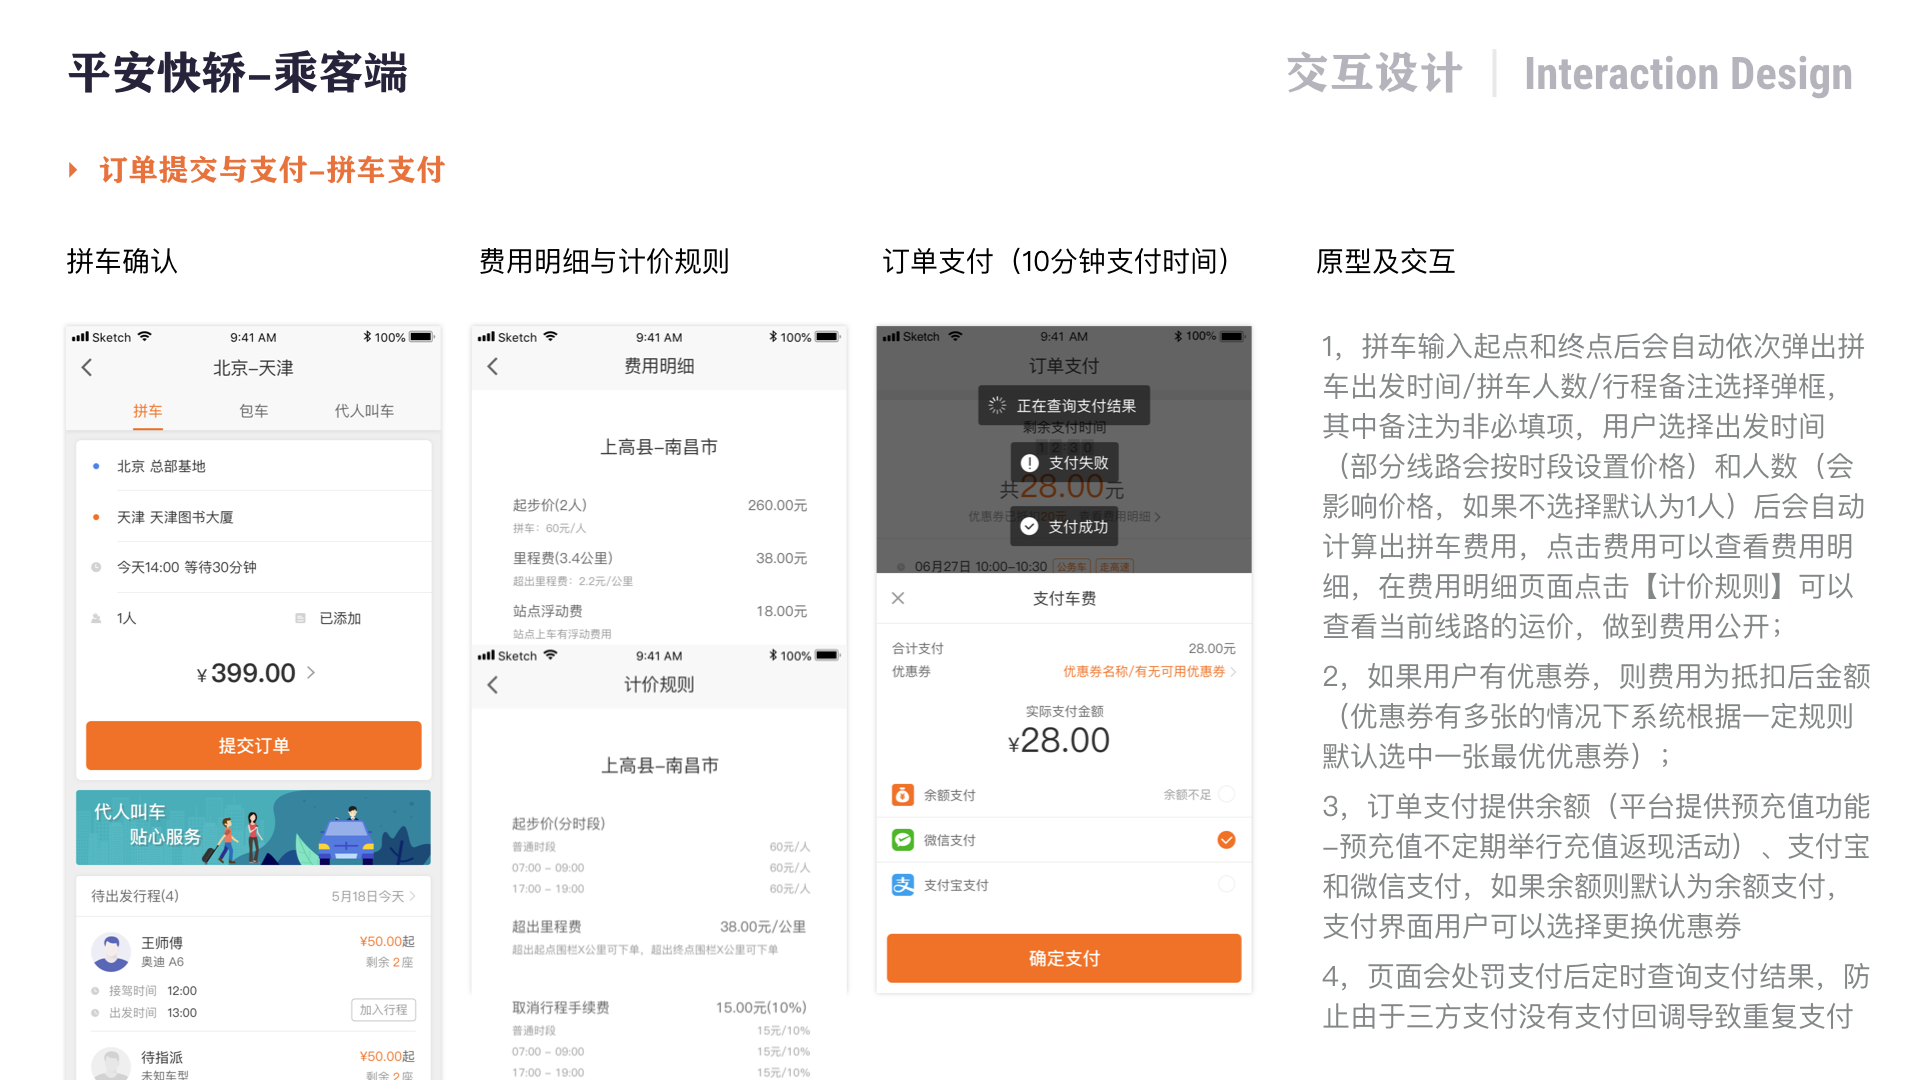 平安快轿–乘客端
交互设计 | Interaction Design
订单提交与支付–拼车支付
拼车确认
Sketch 9:41 AM 100%
北京–天津
拼车 包车 代人叫车
北京 总部基地
天津 天津图书大厦
今天14:00 等待30分钟
1人 已添加
¥399.00
提交订单
代人叫车
贴心服务
待出发行程(4) 5月18日今天
王师傅 ¥50.00起
奥迪 A6 剩余 2 座
接驾时间 12:00
出发时间 13:00
加入行程
待指派 ¥50.00起
未知车型 剩余 2 座
费用明细与计价规则
Sketch 9:41 AM 100%
费用明细
上高县–南昌市
起步价(2人) 260.00元
拼车：60元/人
里程费(3.4公里) 38.00元
超出里程费：2.2元/公里
站点浮动费 18.00元
站点上车有浮动费用
Sketch 9:41 AM 100%
计价规则
上高县–南昌市
起步价(分时段)
普通时段 60元/人
07:00 – 09:00 60元/人
17:00 – 19:00 60元/人
超出里程费 38.00元/公里
超出起点围栏X公里可下单，超出终点围栏X公里可下单
取消行程手续费 15.00元(10%)
普通时段 15元/10%
07:00 – 09:00 15元/10%
17:00 – 19:00 15元/10%
订单支付（10分钟支付时间）
Sketch 9:41 AM 100%
订单支付
正在查询支付结果
剩余支付时间
支付失败
共28.00元
支付成功
06月27日 10:00–10:30 公务车 走高速
支付车费
合计支付 28.00元
优惠券 优惠券名称/有无可用优惠券
实际支付金额
¥28.00
余额支付 余额不足
微信支付
支付宝支付
确定支付
原型及交互
1，拼车输入起点和终点后会自动依次弹出拼
车出发时间/拼车人数/行程备注选择弹框，
其中备注为非必填项，用户选择出发时间
（部分线路会按时段设置价格）和人数（会
影响价格，如果不选择默认为1人）后会自动
计算出拼车费用，点击费用可以查看费用明
细，在费用明细页面点击【计价规则】可以
查看当前线路的运价，做到费用公开；
2，如果用户有优惠券，则费用为抵扣后金额
（优惠券有多张的情况下系统根据一定规则
默认选中一张最优优惠券）；
3，订单支付提供余额（平台提供预充值功能
–预充值不定期举行充值返现活动）、支付宝
和微信支付，如果余额则默认为余额支付，
支付界面用户可以选择更换优惠券
4，页面会处罚支付后定时查询支付结果，防
止由于三方支付没有支付回调导致重复支付